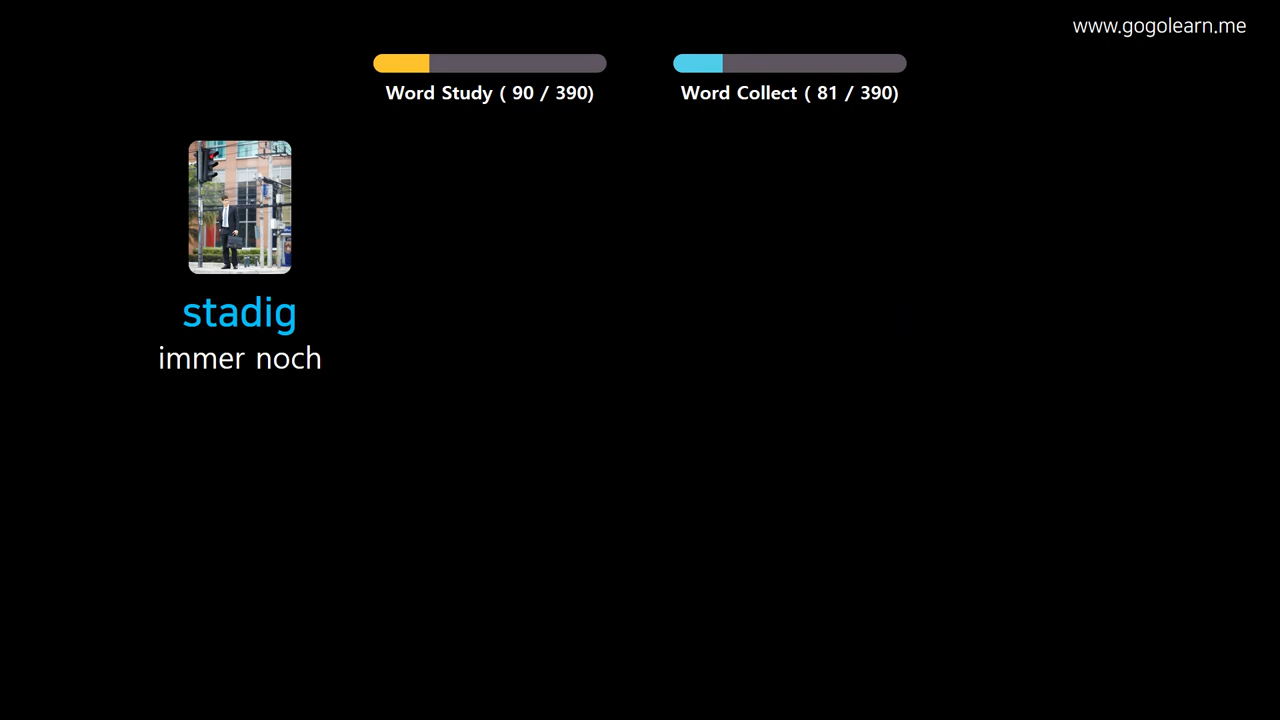 www.gogolearn.me
Word Study ( 90 / 390)
Word Collect ( 81 / 390)
stadig
immer noch